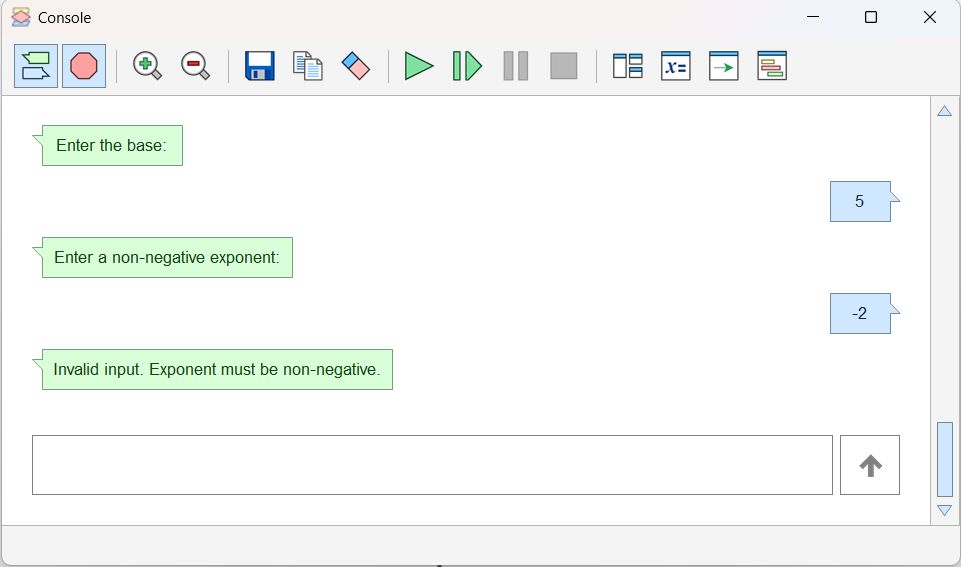 Console
x=
Enter the base:
5
Enter a non-negative exponent:
-2
Invalid input. Exponent must be non-negative.